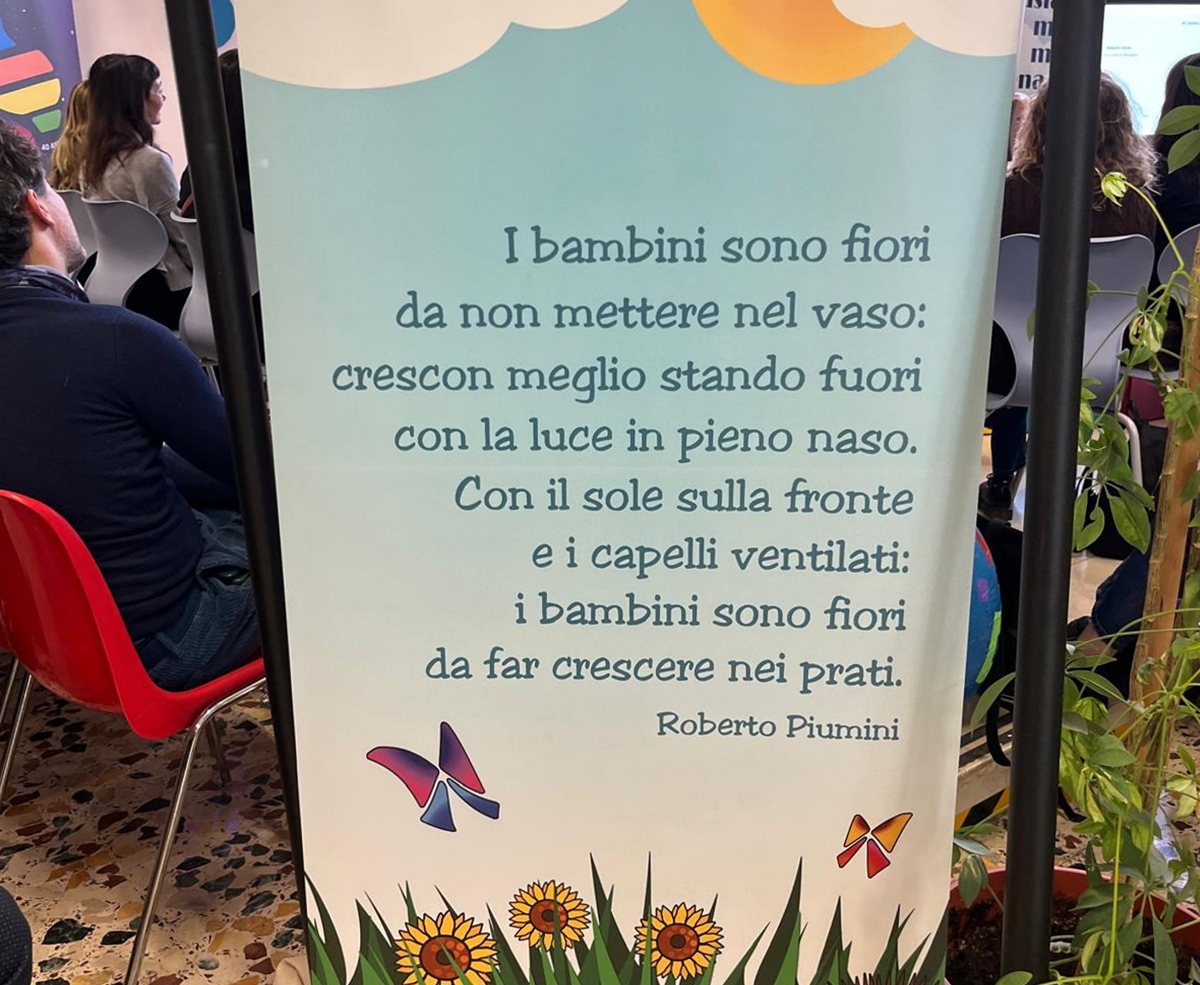 I bambini sono fiori
da non mettere nel vaso:
crescon meglio stando fuori
con la luce in pieno naso.
Con il sole sulla fronte
e i capelli ventilati:
i bambini sono fiori
da far crescere nei prati.
Roberto Piumini